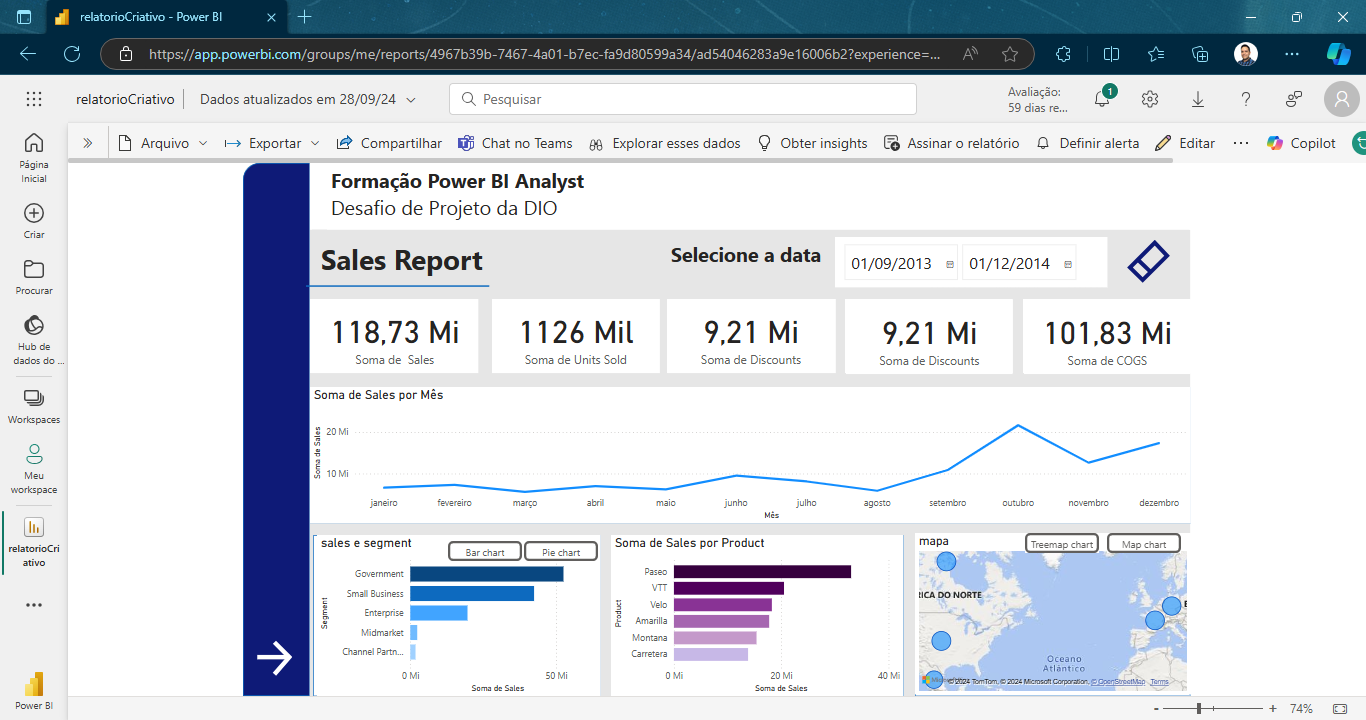 relatorioCriativo - Power BI
https://app.powerbi.com/groups/me/reports/4967b39b-7467-4a01-b7ec-fa9d80599a34/ad54046283a9e16006b2?experience=...
relatorioCriativo
Dados atualizados em 28/09/24
Pesquisar
Avaliação:
59 dias re...
1
Arquivo
Exportar
Compartilhar
Chat no Teams
Explorar esses dados
Obter insights
Assinar o relatório
Definir alerta
Editar
...
Copilot
Página
Inicial
Criar
Procurar
Hub de
dados do ...
Workspaces
Meu
workspace
relatorioCri
ativo
Power BI
Formação Power BI Analyst
Desafio de Projeto da DIO
Sales Report
Selecione a data
01/09/2013
01/12/2014
118,73 Mi
Soma de Sales
1126 Mil
Soma de Units Sold
9,21 Mi
Soma de Discounts
9,21 Mi
Soma de Discounts
101,83 Mi
Soma de COGS
Soma de Sales por Mês
Soma de Sales
20 Mi
10 Mi
janeiro fevereiro março abril maio junho julho agosto setembro outubro novembro dezembro
Mês
sales e segment
Bar chart
Pie chart
Segment
Government
Small Business
Enterprise
Midmarket
Channel Partn...
0 Mi 50 Mi
Soma de Sales
Soma de Sales por Product
Product
Paseo
VTT
Velo
Amarilla
Montana
Carretera
0 Mi 20 Mi 40 Mi
Soma de Sales
mapa
Treemap chart
Map chart
RICA DO NORTE
E
Oceano
Atlântico
© 2024 TomTom, © 2024 Microsoft Corporation, © OpenStreetMap Terms
- + 74%